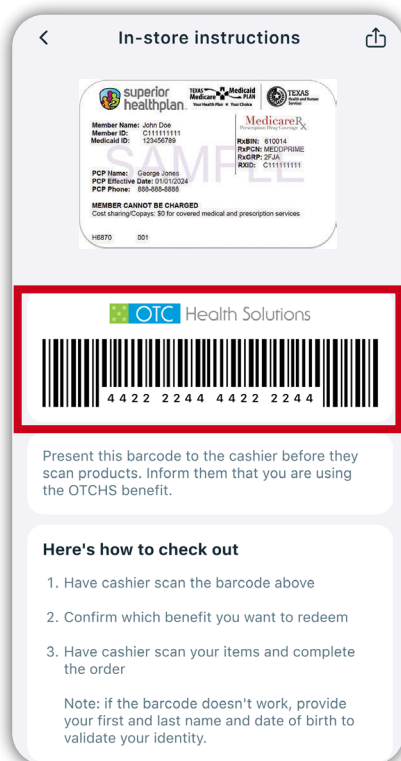 In-store instructions
superior healthplan.
TEXAS Medicare Medicaid PLAN
Your Health Plan ★ Your Choice
TEXAS
Health and Human
Services
Member Name: John Doe
Member ID: C111111111
Medicaid ID: 123456789
MedicareRx
Prescription Drug Coverage
RxBIN: 610014
RxPCN: MEDDPRIME
RxGRP: 2FJA
RXID: C111111111
SAMPLE
PCP Name: George Jones
PCP Effective Date: 01/01/2024
PCP Phone: 888-888-8888
MEMBER CANNOT BE CHARGED
Cost sharing/Copays: $0 for covered medical and prescription services
H6870 001
OTC Health Solutions
4422 2244 4422 2244
Present this barcode to the cashier before they
scan products. Inform them that you are using
the OTCHS benefit.
Here's how to check out
1. Have cashier scan the barcode above
2. Confirm which benefit you want to redeem
3. Have cashier scan your items and complete
the order
Note: if the barcode doesn't work, provide
your first and last name and date of birth to
validate your identity.